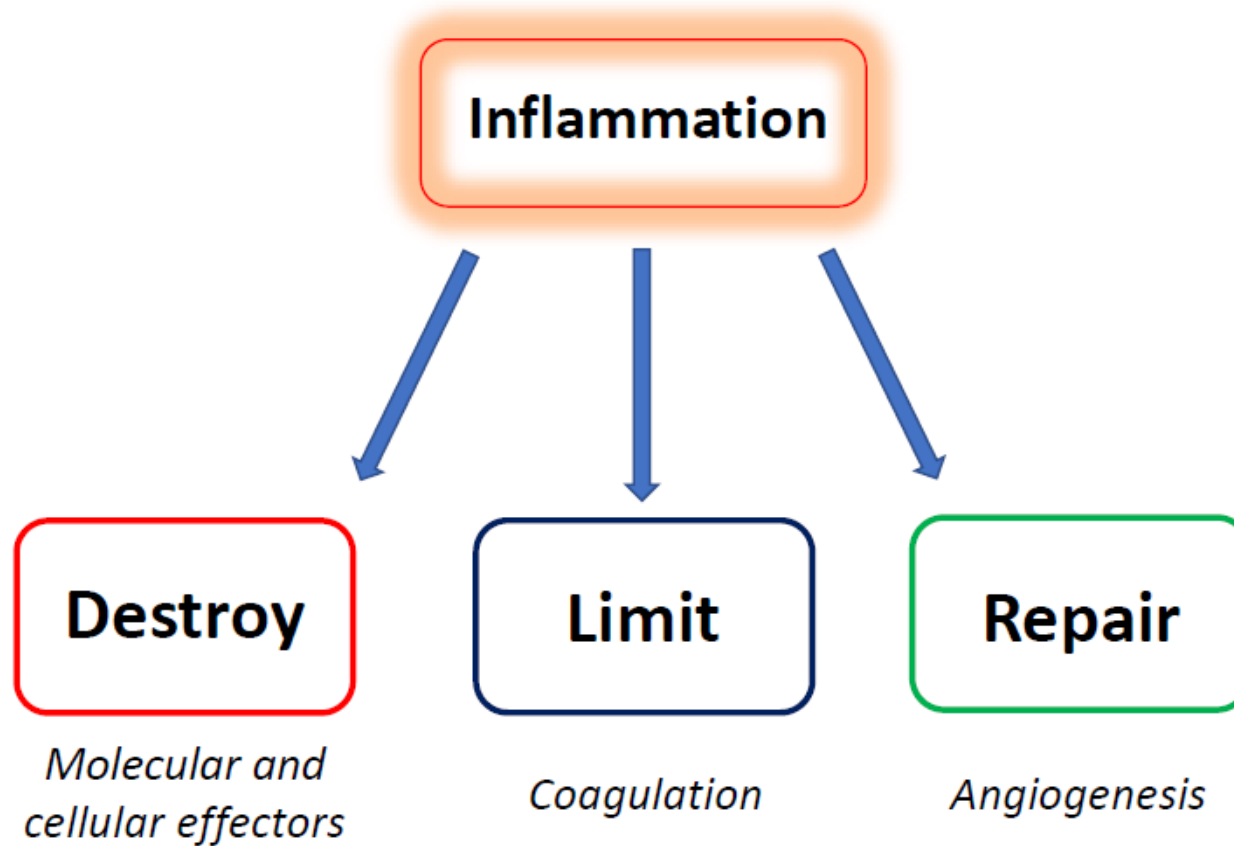 Inflammation
Destroy
Limit
Repair
Molecular and
cellular effectors
Coagulation
Angiogenesis